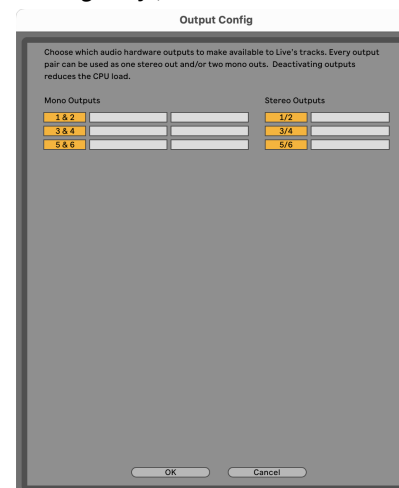 Output Config
Choose which audio hardware outputs to make available to Live's tracks. Every output
pair can be used as one stereo out and/or two mono outs. Deactivating outputs
reduces the CPU load.
Mono Outputs Stereo Outputs
1 & 2 1/2
3 & 4 3/4
5 & 6 5/6
OK Cancel